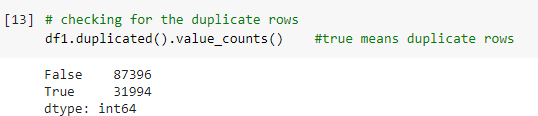 [13] # checking for the duplicate rows
df1.duplicated().value_counts()    #true means duplicate rows
False    87396
True     31994
dtype: int64